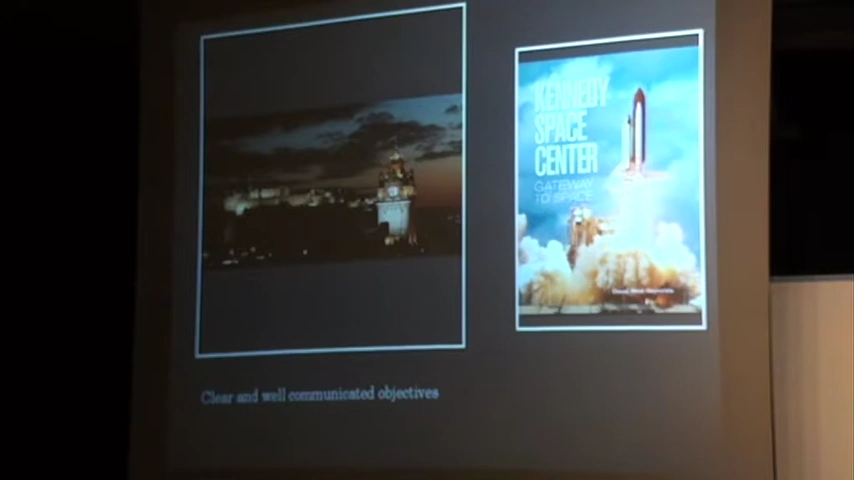 KENNEDY
SPACE
CENTER
GATEWAY
TO SPACE
Clear and well communicated objectives